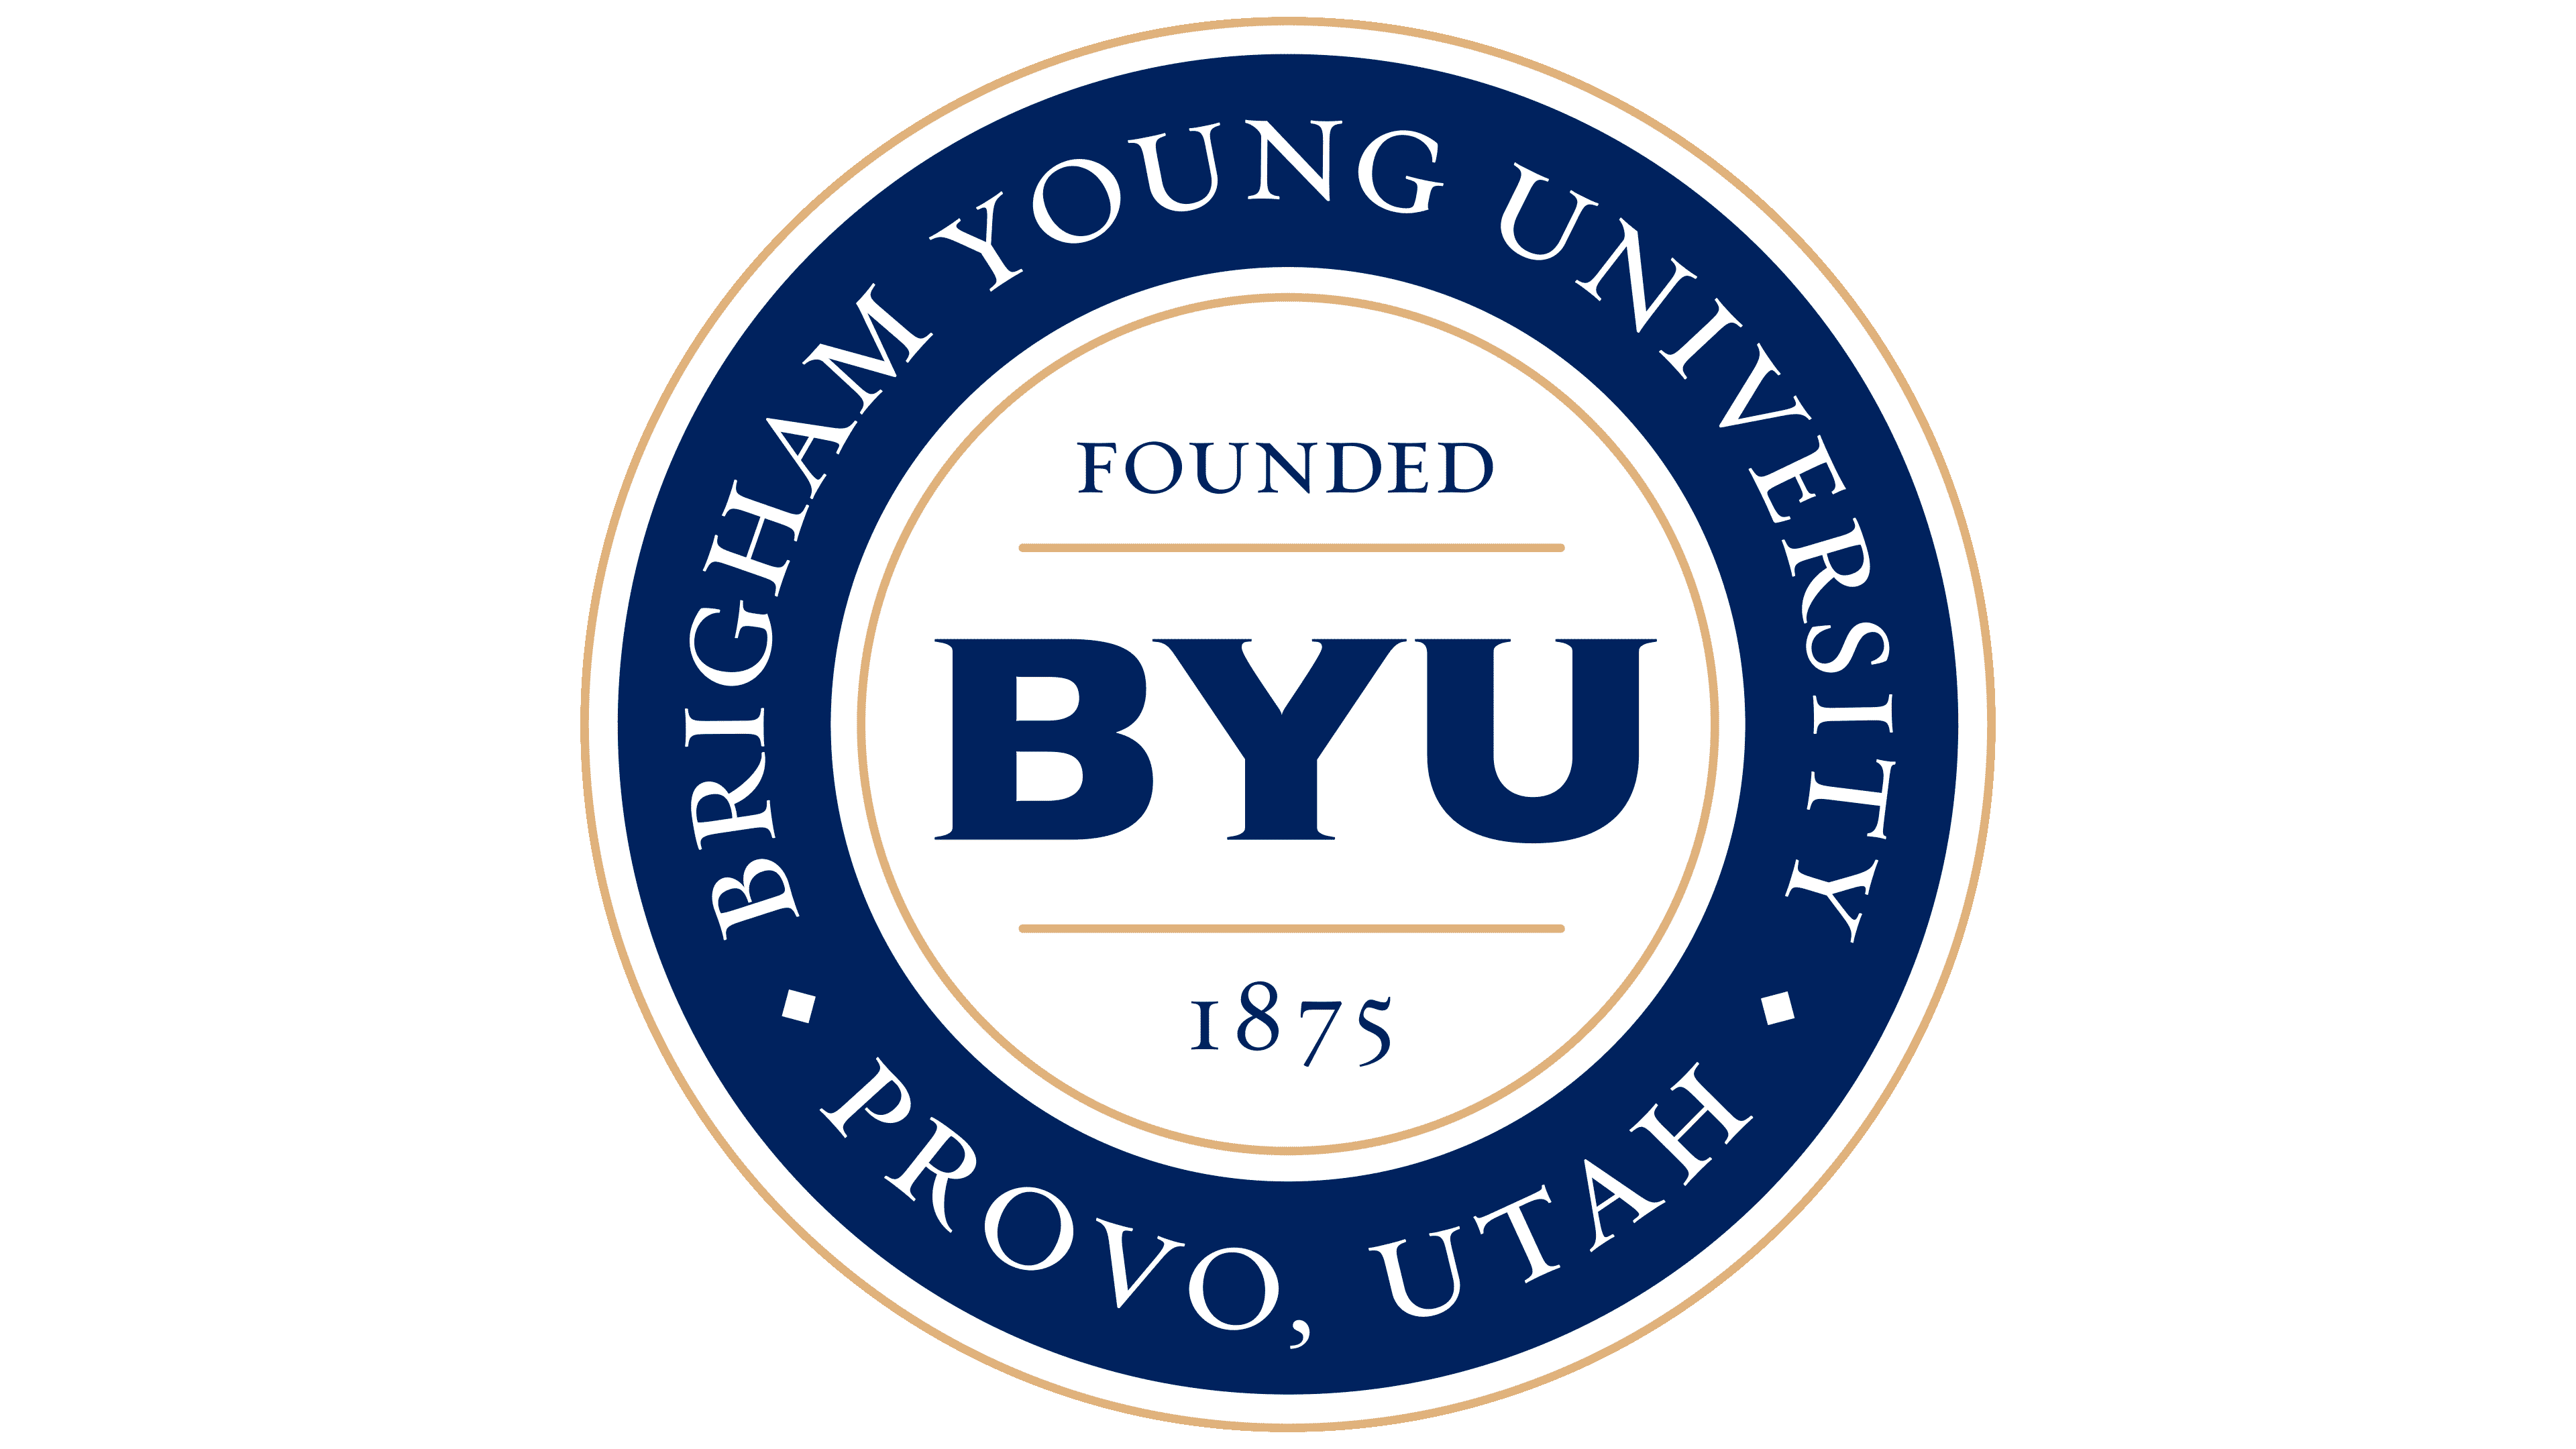 BRIGHAM YOUNG UNIVERSITY
FOUNDED
BYU
1875
PROVO, UTAH